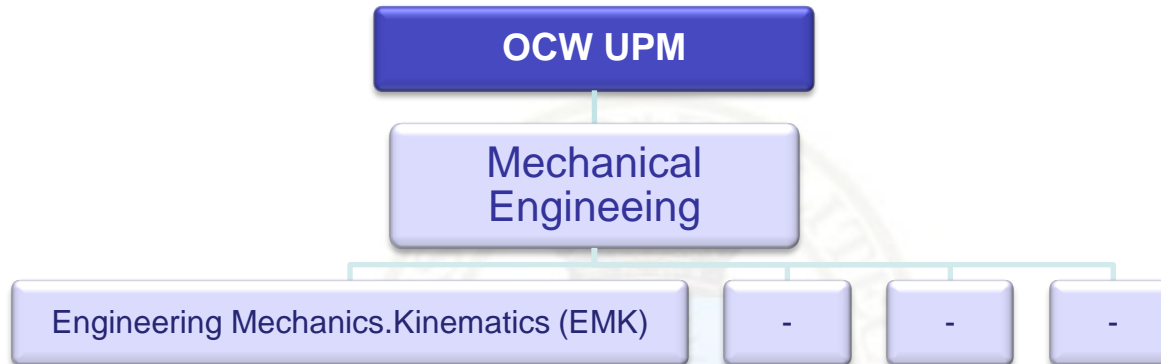 OCW UPM
Mechanical
Engineeing
Engineering Mechanics.Kinematics (EMK)
-
-
-